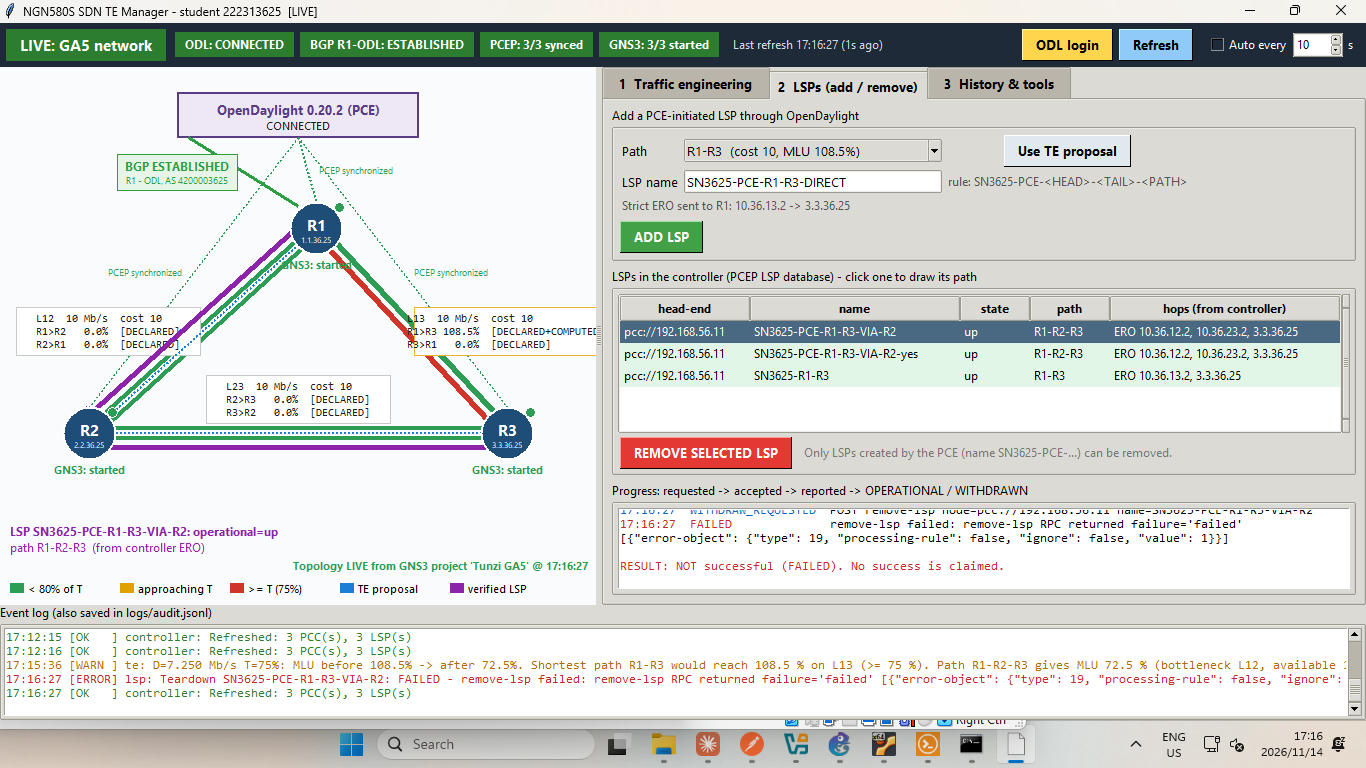 NGN580S SDN TE Manager - student 222313625 [LIVE]
LIVE: GA5 network
ODL: CONNECTED
BGP R1-ODL: ESTABLISHED
PCEP: 3/3 synced
GNS3: 3/3 started
Last refresh 17:16:27 (1s ago)
ODL login
Refresh
Auto every 10 s
OpenDaylight 0.20.2 (PCE)
CONNECTED
BGP ESTABLISHED
R1 - ODL, AS 4200003625
PCEP synchronized
R1
1.1.36.25
GNS3: started
PCEP synchronized
PCEP synchronized
L12 10 Mb/s cost 10
R1>R2 0.0% [DECLARED]
R2>R1 0.0% [DECLARED]
L13 10 Mb/s cost 10
R1>R3 108.5% [DECLARED+COMPUTED
R3>R1 0.0% [DECLARED]
L23 10 Mb/s cost 10
R2>R3 0.0% [DECLARED]
R3>R2 0.0% [DECLARED]
R2
2.2.36.25
GNS3: started
R3
3.3.36.25
GNS3: started
LSP SN3625-PCE-R1-R3-VIA-R2: operational=up
path R1-R2-R3 (from controller ERO)
Topology LIVE from GNS3 project 'Tunzi GA5' @ 17:16:27
< 80% of T
approaching T
>= T (75%)
TE proposal
verified LSP
1 Traffic engineering
2 LSPs (add / remove)
3 History & tools
Add a PCE-initiated LSP through OpenDaylight
Path R1-R3 (cost 10, MLU 108.5%)
Use TE proposal
LSP name SN3625-PCE-R1-R3-DIRECT rule: SN3625-PCE-<HEAD>-<TAIL>-<PATH>
Strict ERO sent to R1: 10.36.13.2 -> 3.3.36.25
ADD LSP
LSPs in the controller (PCEP LSP database) - click one to draw its path
head-end name state path hops (from controller)
pcc://192.168.56.11 SN3625-PCE-R1-R3-VIA-R2 up R1-R2-R3 ERO 10.36.12.2, 10.36.23.2, 3.3.36.25
pcc://192.168.56.11 SN3625-PCE-R1-R3-VIA-R2-yes up R1-R2-R3 ERO 10.36.12.2, 10.36.23.2, 3.3.36.25
pcc://192.168.56.11 SN3625-R1-R3 up R1-R3 ERO 10.36.13.2, 3.3.36.25
REMOVE SELECTED LSP
Only LSPs created by the PCE (name SN3625-PCE-...) can be removed.
Progress: requested -> accepted -> reported -> OPERATIONAL / WITHDRAWN
17:16:27 WITHDRAW_REQUESTED POST remove-lsp node=pcc://192.168.56.11 name=SN3625-PCE-R1-R3-VIA-R2
17:16:27 FAILED remove-lsp failed: remove-lsp RPC returned failure='failed'
[{"error-object": {"type": 19, "processing-rule": false, "ignore": false, "value": 1}}]
RESULT: NOT successful (FAILED). No success is claimed.
Event log (also saved in logs/audit.jsonl)
17:12:15 [OK ] controller: Refreshed: 3 PCC(s), 3 LSP(s)
17:12:16 [OK ] controller: Refreshed: 3 PCC(s), 3 LSP(s)
17:15:36 [WARN ] te: D=7.250 Mb/s T=75%: MLU before 108.5% -> after 72.5%. Shortest path R1-R3 would reach 108.5 % on L13 (>= 75 %). Path R1-R2-R3 gives MLU 72.5 % (bottleneck L12, available
17:16:27 [ERROR] lsp: Teardown SN3625-PCE-R1-R3-VIA-R2: FAILED - remove-lsp failed: remove-lsp RPC returned failure='failed' [{"error-object": {"type": 19, "processing-rule": false, "ignore":
17:16:27 [OK ] controller: Refreshed: 3 PCC(s), 3 LSP(s)
Right Ctrl
Search
ENG
US
17:16
2026/11/14